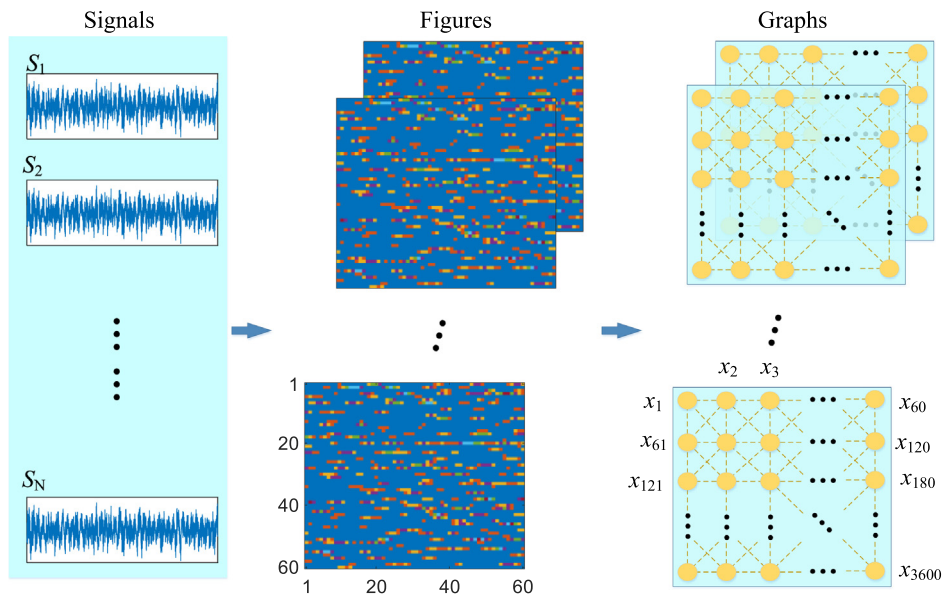 Signals
Figures
Graphs
S1
S2
SN
1
20
40
60
1 20 40 60
x2 x3
x1 x60
x61 x120
x121 x180
x3600